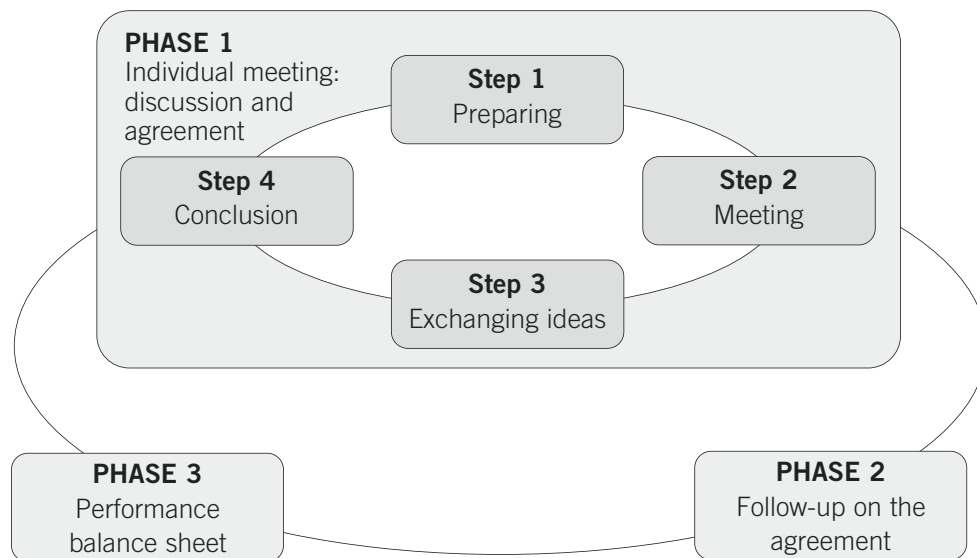 PHASE 1
Individual meeting:
discussion and
agreement
Step 1
Preparing
Step 2
Meeting
Step 3
Exchanging ideas
Step 4
Conclusion
PHASE 2
Follow-up on the
agreement
PHASE 3
Performance
balance sheet